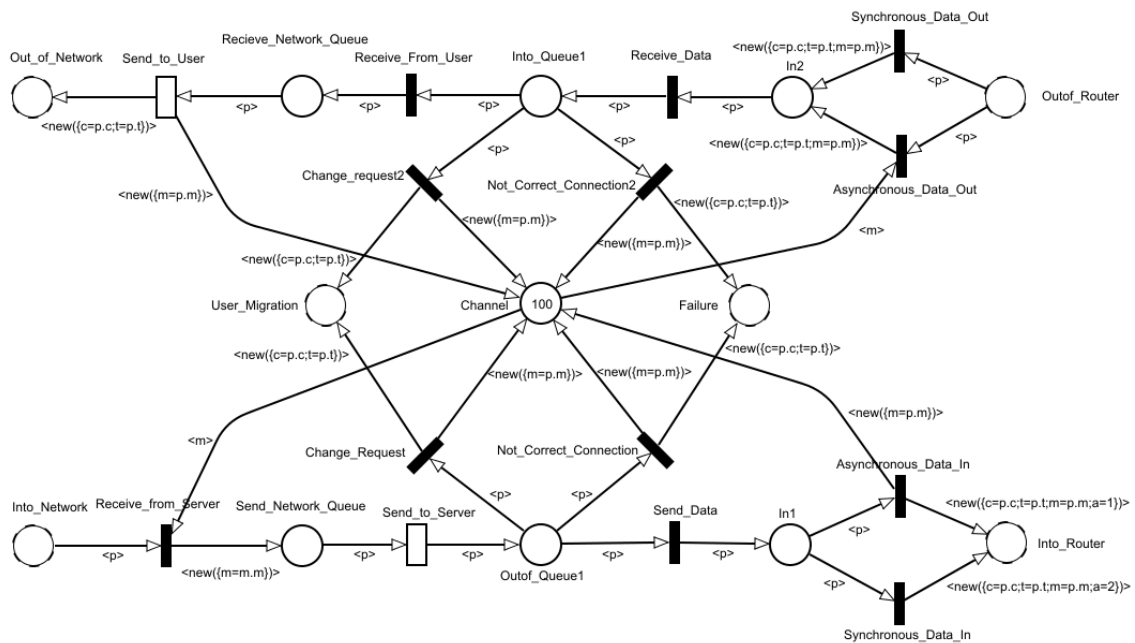 Synchronous_Data_Out
Recieve_Network_Queue
Out_of_Network
Send_to_User
Receive_From_User
Into_Queue1
Receive_Data
<new({c=p.c;t=p.t;m=p.m})>
In2
<p>
Outof_Router
<p>
<p>
<p>
<p>
<p>
<p>
<new({c=p.c;t=p.t})>
<new({c=p.c;t=p.t;m=p.m})>
<p>
<p>
Change_request2
Not_Correct_Connection2
Asynchronous_Data_Out
<new({m=p.m})>
<new({c=p.c;t=p.t})>
<new({m=p.m})>
<m>
<new({m=p.m})>
<new({c=p.c;t=p.t})>
User_Migration
Channel
100
Failure
<new({c=p.c;t=p.t})>
<new({c=p.c;t=p.t})>
<new({m=p.m})>
<new({m=p.m})>
<new({m=p.m})>
<m>
Change_Request
Not_Correct_Connection
Asynchronous_Data_In
<p>
<p>
Into_Network
Receive_from_Server
Send_Network_Queue
Send_to_Server
Send_Data
In1
<new({c=p.c;t=p.t;m=p.m;a=1})>
<p>
Into_Router
<p>
<p>
<p>
<p>
<p>
<new({m=m.m})>
Outof_Queue1
<p>
<new({c=p.c;t=p.t;m=p.m;a=2})>
Synchronous_Data_In